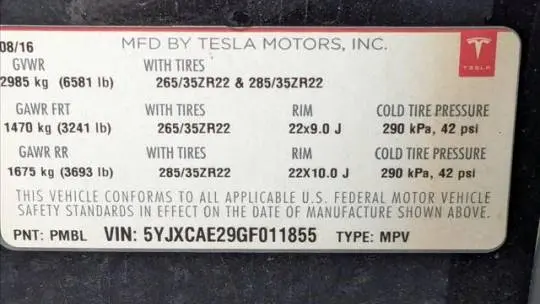 08/16 MFD BY TESLA MOTORS, INC.
TESLA
GVWR WITH TIRES
2985 kg (6581 lb) 265/35ZR22 & 285/35ZR22
GAWR FRT WITH TIRES RIM COLD TIRE PRESSURE
1470 kg (3241 lb) 265/35ZR22 22x9.0 J 290 kPa, 42 psi
GAWR RR WITH TIRES RIM COLD TIRE PRESSURE
1675 kg (3693 lb) 285/35ZR22 22X10.0 J 290 kPa, 42 psi
THIS VEHICLE CONFORMS TO ALL APPLICABLE U.S. FEDERAL MOTOR VEHICLE
SAFETY STANDARDS IN EFFECT ON THE DATE OF MANUFACTURE SHOWN ABOVE.
PNT: PMBL VIN: 5YJXCAE29GF011855 TYPE: MPV